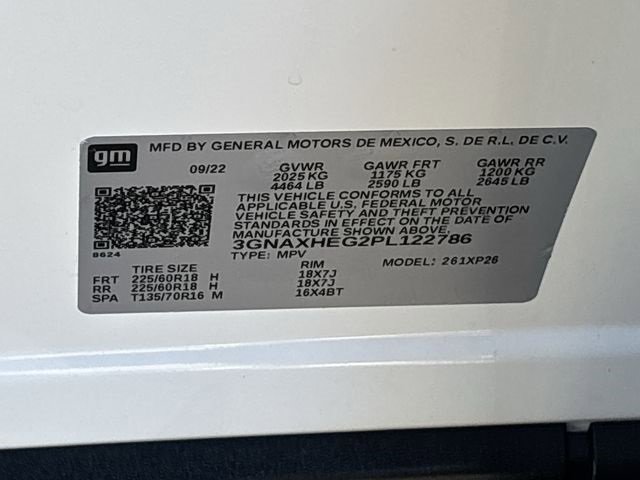 gm
MFD BY GENERAL MOTORS DE MEXICO, S. DE R.L. DE C.V.
09/22 GVWR GAWR FRT GAWR RR
2025 KG 1175 KG 1200 KG
4464 LB 2590 LB 2645 LB
THIS VEHICLE CONFORMS TO ALL
APPLICABLE U.S. FEDERAL MOTOR
VEHICLE SAFETY AND THEFT PREVENTION
STANDARDS IN EFFECT ON THE DATE OF
MANUFACTURE SHOWN ABOVE.
3GNAXHEG2PL122786
8624 TYPE: MPV MODEL: 261XP26
TIRE SIZE RIM
FRT 225/60R18 H 18X7J
RR 225/60R18 H 18X7J
SPA T135/70R16 M 16X4BT